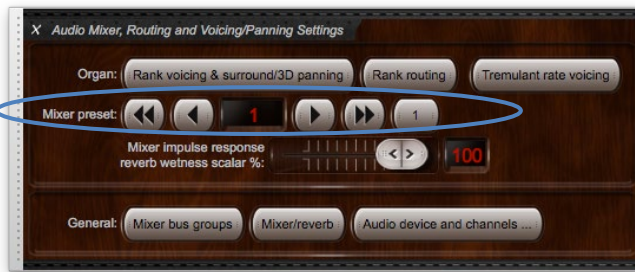 X Audio Mixer, Routing and Voicing/Panning Settings
Organ: Rank voicing & surround/3D panning Rank routing Tremulant rate voicing
Mixer preset: 1 1
Mixer impulse response
reverb wetness scalar %: 100
General: Mixer bus groups Mixer/reverb Audio device and channels ...